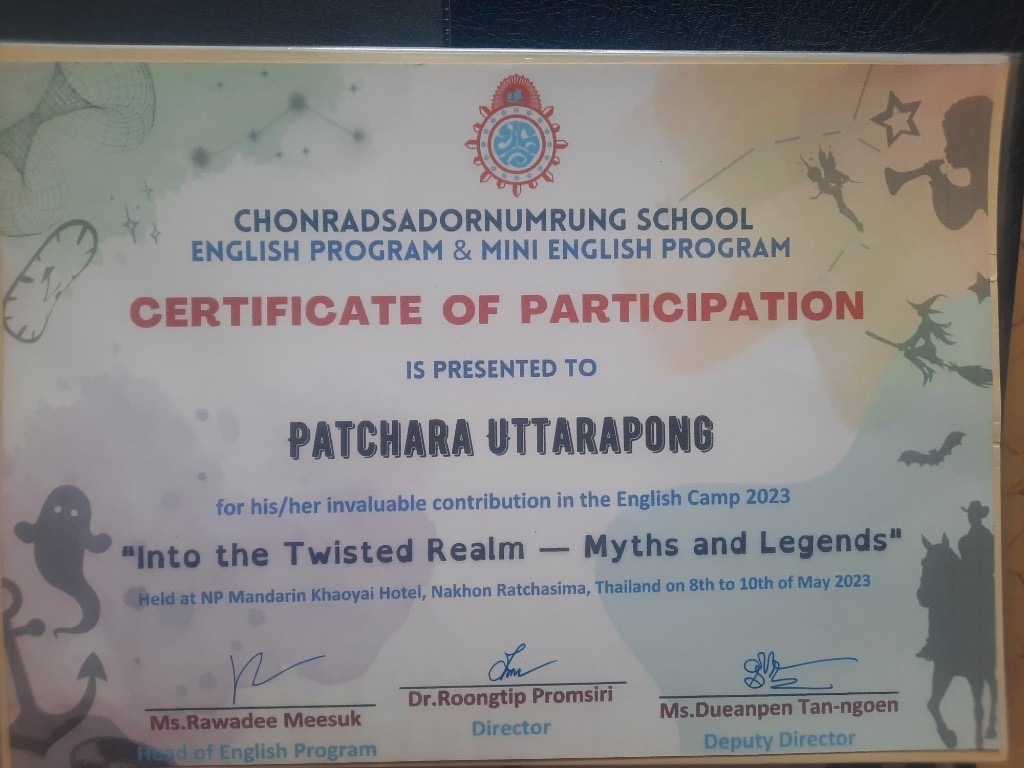 CHONRADSADORNUMRUNG SCHOOL
ENGLISH PROGRAM & MINI ENGLISH PROGRAM
CERTIFICATE OF PARTICIPATION
IS PRESENTED TO
PATCHARA UTTARAPONG
for his/her invaluable contribution in the English Camp 2023
"Into the Twisted Realm — Myths and Legends"
Held at NP Mandarin Khaoyai Hotel, Nakhon Ratchasima, Thailand on 8th to 10th of May 2023
Ms.Rawadee Meesuk
Head of English Program
Dr.Roongtip Promsiri
Director
Ms.Dueanpen Tan-ngoen
Deputy Director